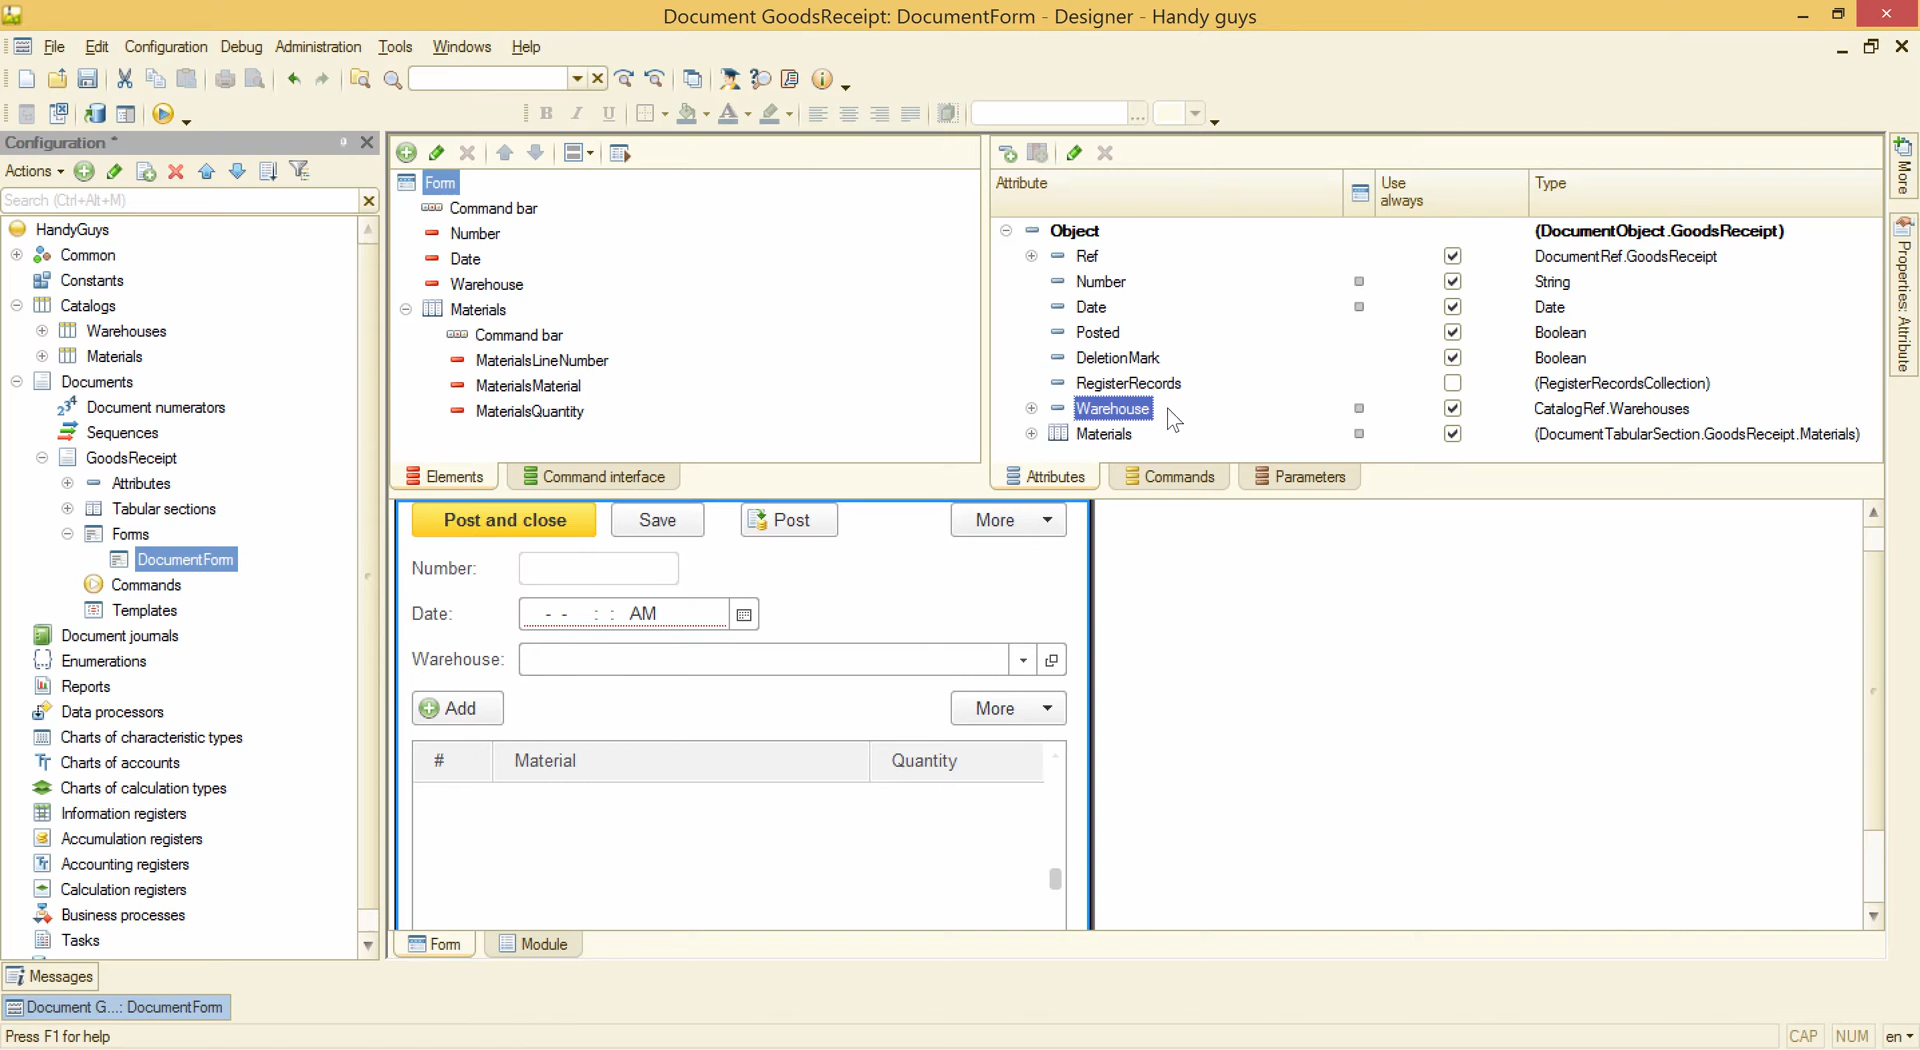 Document GoodsReceipt: DocumentForm - Designer - Handy guys
File Edit Configuration Debug Administration Tools Windows Help
B I U
Configuration *
Actions
Search (Ctrl+Alt+M)
HandyGuys
Common
Constants
Catalogs
Warehouses
Materials
Documents
Document numerators
Sequences
GoodsReceipt
Attributes
Tabular sections
Forms
DocumentForm
Commands
Templates
Document journals
Enumerations
Reports
Data processors
Charts of characteristic types
Charts of accounts
Charts of calculation types
Information registers
Accumulation registers
Accounting registers
Calculation registers
Business processes
Tasks
Form
Command bar
Number
Date
Warehouse
Materials
Command bar
MaterialsLineNumber
MaterialsMaterial
MaterialsQuantity
Elements Command interface
Attribute Use always Type
Object (DocumentObject.GoodsReceipt)
Ref DocumentRef.GoodsReceipt
Number String
Date Date
Posted Boolean
DeletionMark Boolean
RegisterRecords (RegisterRecordsCollection)
Warehouse CatalogRef.Warehouses
Materials (DocumentTabularSection.GoodsReceipt.Materials)
Attributes Commands Parameters
More
Properties: Attribute
Post and close Save Post More
Number:
Date: - - : : AM
Warehouse:
Add More
# Material Quantity
Form Module
Messages
Document G...: DocumentForm
Press F1 for help CAP NUM en